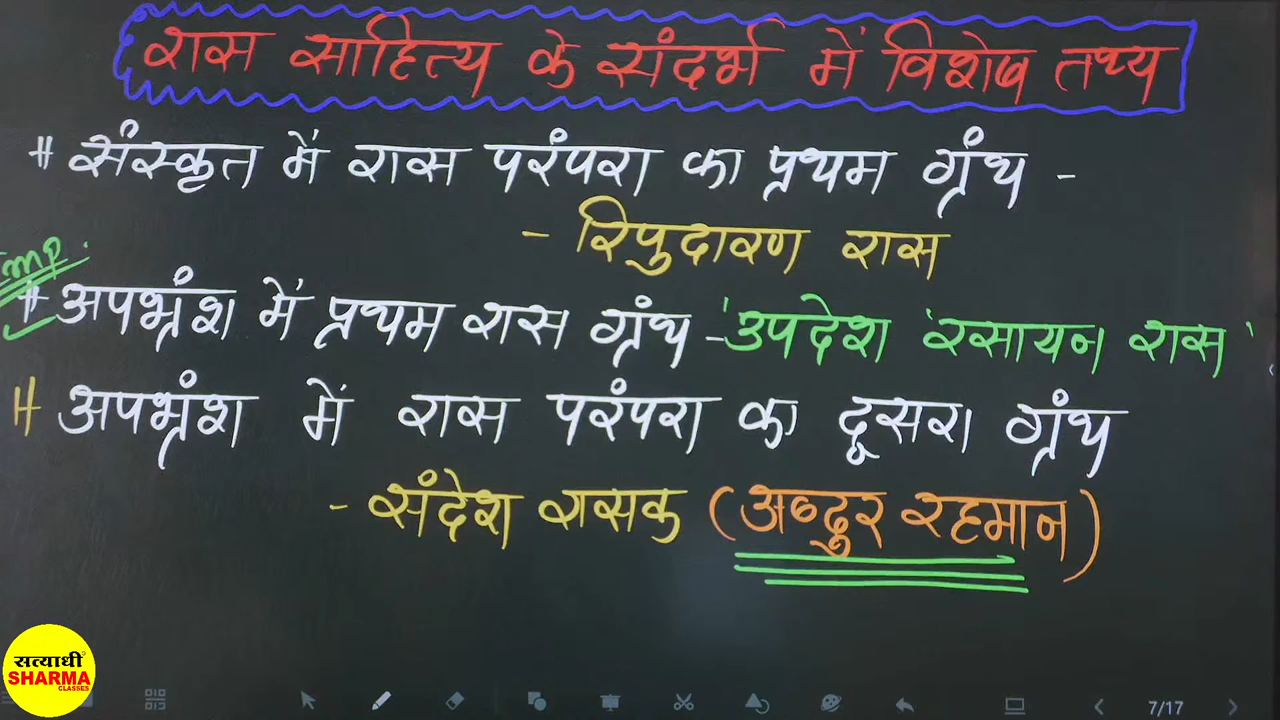 रास साहित्य के संदर्भ में विशेष तथ्य
# संस्कृत में रास परंपरा का प्रथम ग्रंथ -
- रिपुदारण रास
Imp.
# अपभ्रंश में प्रथम रास ग्रंथ - 'उपदेश रसायन रास'
# अपभ्रंश में रास परंपरा का दूसरा ग्रंथ
- संदेश रासक (अब्दुर रहमान)
सत्याधी
SHARMA
CLASSES
7/17